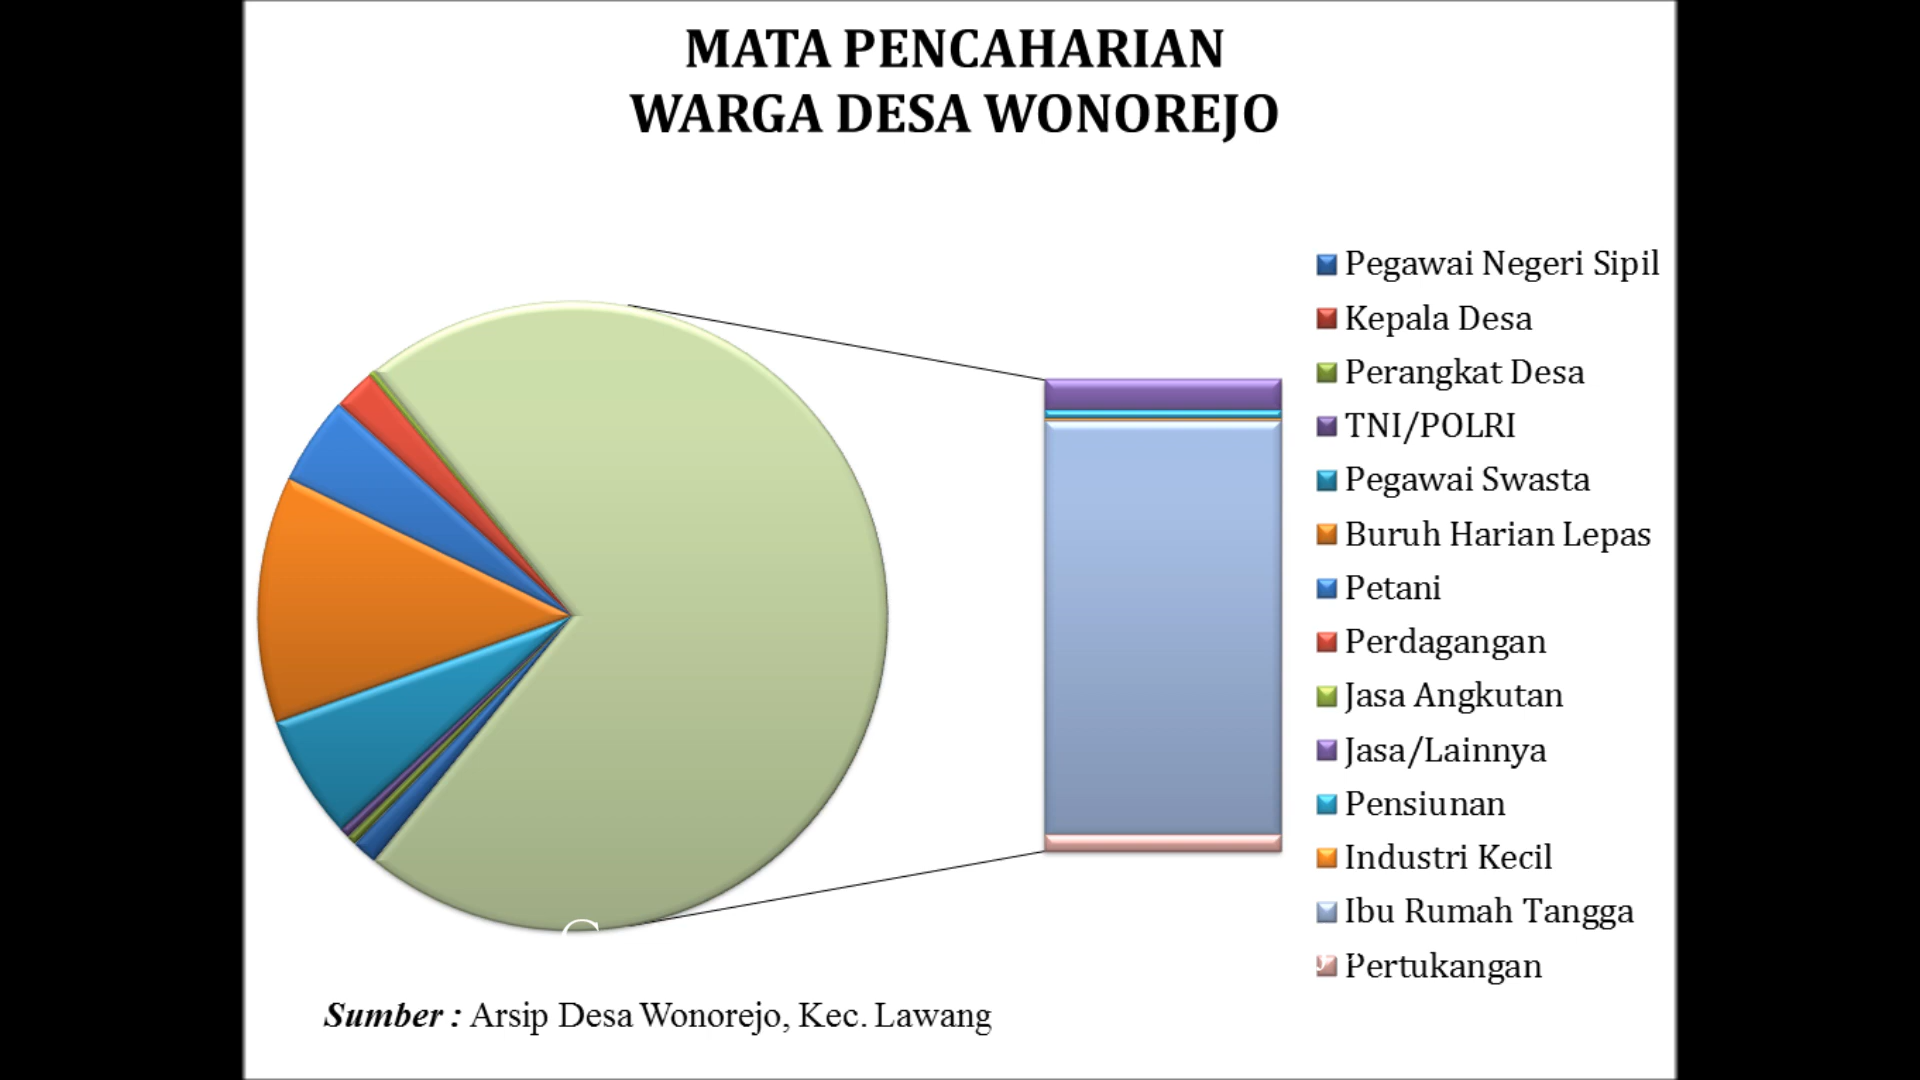 MATA PENCAHARIAN
WARGA DESA WONOREJO
Pegawai Negeri Sipil
Kepala Desa
Perangkat Desa
TNI/POLRI
Pegawai Swasta
Buruh Harian Lepas
Petani
Perdagangan
Jasa Angkutan
Jasa/Lainnya
Pensiunan
Industri Kecil
Ibu Rumah Tangga
Pertukangan
Sumber : Arsip Desa Wonorejo, Kec. Lawang